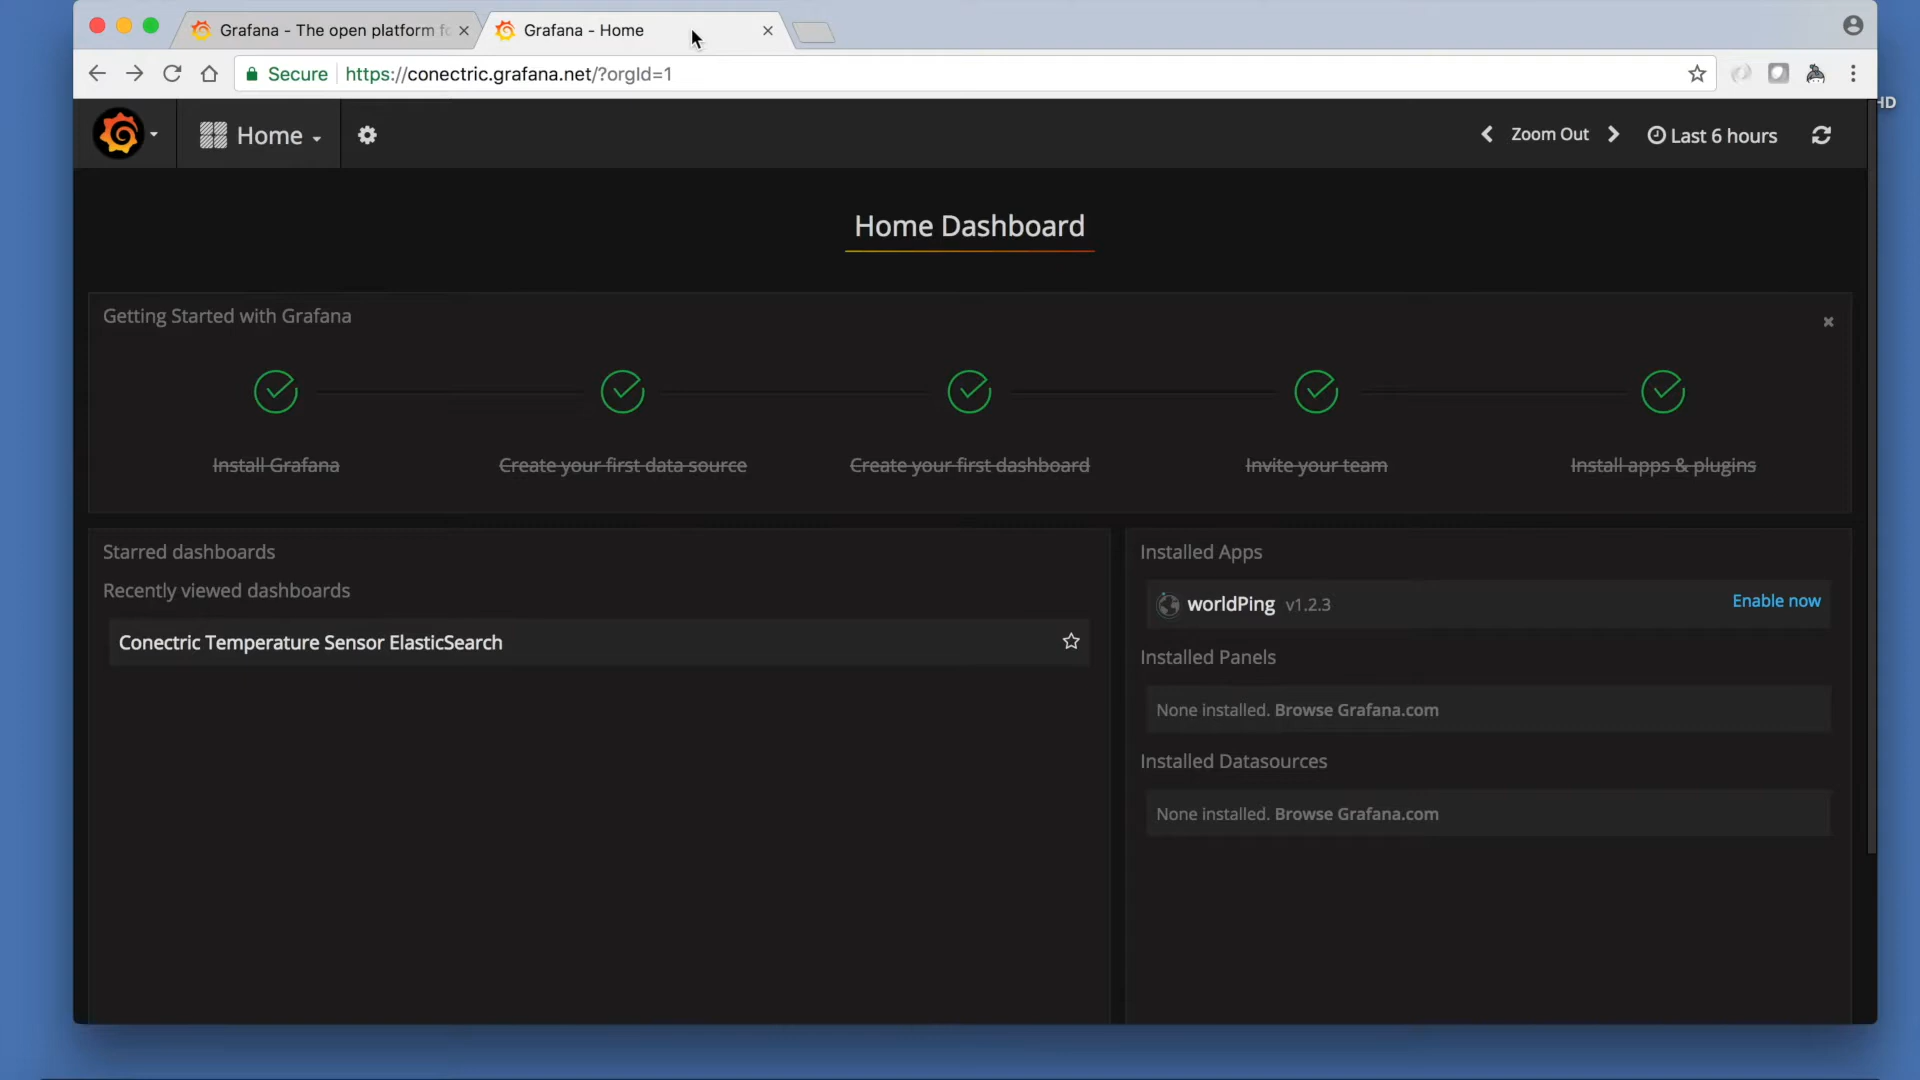 Grafana - The open platform f
Grafana - Home
Secure
https://conectric.grafana.net/?orgId=1
HD
Home
Zoom Out
Last 6 hours
Home Dashboard
Getting Started with Grafana
Install Grafana
Create your first data source
Create your first dashboard
Invite your team
Install apps & plugins
Starred dashboards
Recently viewed dashboards
Conectric Temperature Sensor ElasticSearch
Installed Apps
worldPing v1.2.3
Enable now
Installed Panels
None installed. Browse Grafana.com
Installed Datasources
None installed. Browse Grafana.com